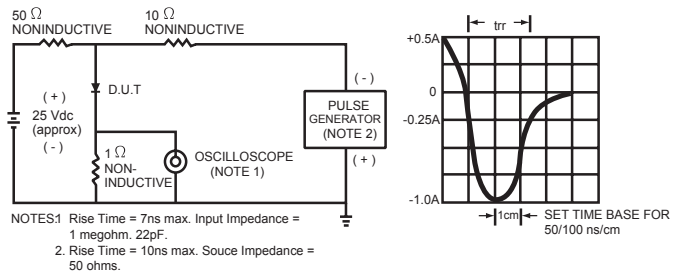 50 Ω
NONINDUCTIVE
10 Ω
NONINDUCTIVE
D.U.T
( + )
25 Vdc
(approx)
( - )
1 Ω
NON-
INDUCTIVE
OSCILLOSCOPE
(NOTE 1)
( - )
PULSE
GENERATOR
(NOTE 2)
( + )
trr
+0.5A
0
-0.25A
-1.0A
1cm
SET TIME BASE FOR
50/100 ns/cm
NOTES:1 Rise Time = 7ns max. Input Impedance =
1 megohm. 22pF.
2. Rise Time = 10ns max. Souce Impedance =
50 ohms.